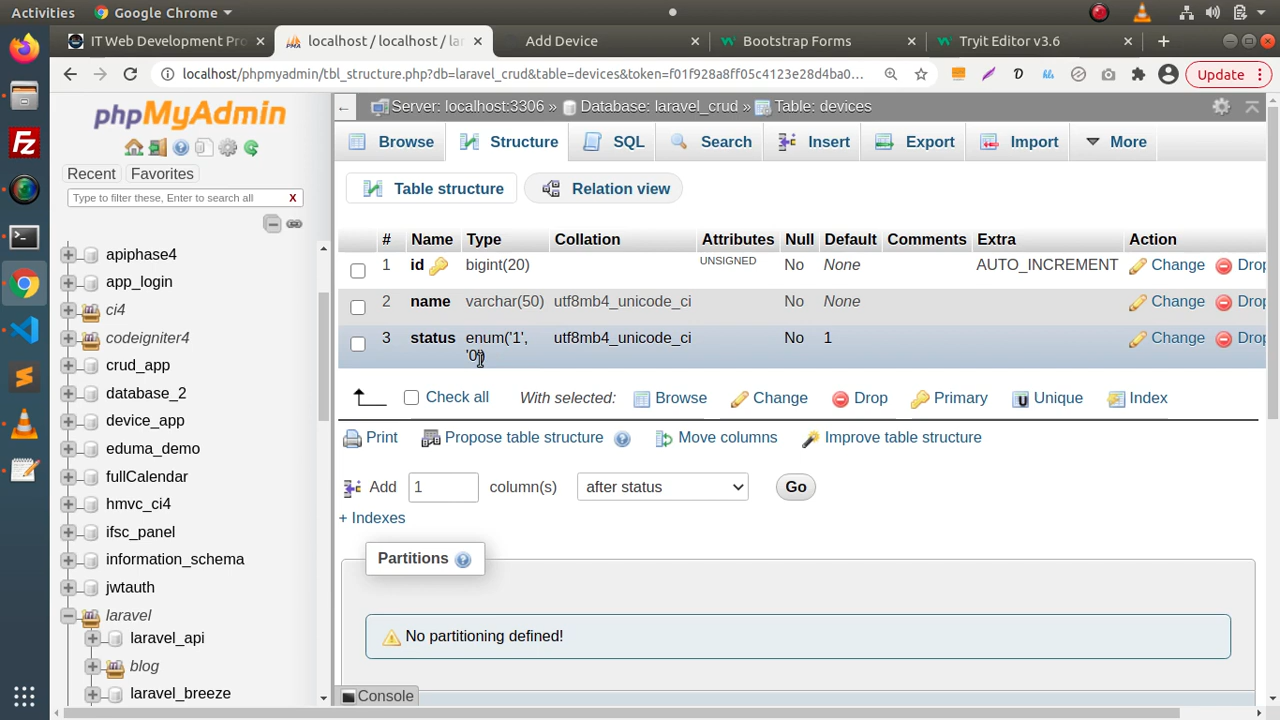 Activities Google Chrome
IT Web Development Pro
localhost / localhost / lar
Add Device
Bootstrap Forms
Tryit Editor v3.6
localhost/phpmyadmin/tbl_structure.php?db=laravel_crud&table=devices&token=f01f928a8ff05c4123e28d4ba0...
Update
phpMyAdmin
Recent Favorites
Type to filter these, Enter to search all X
apiphase4
app_login
ci4
codeigniter4
crud_app
database_2
device_app
eduma_demo
fullCalendar
hmvc_ci4
ifsc_panel
information_schema
jwtauth
laravel
laravel_api
blog
laravel_breeze
Server: localhost:3306 » Database: laravel_crud » Table: devices
Browse Structure SQL Search Insert Export Import More
Table structure Relation view
# Name Type Collation Attributes Null Default Comments Extra Action
1 id bigint(20) UNSIGNED No None AUTO_INCREMENT Change Drop
2 name varchar(50) utf8mb4_unicode_ci No None Change Drop
3 status enum('1', utf8mb4_unicode_ci No 1 Change Drop
'0')
Check all With selected: Browse Change Drop Primary Unique Index
Print Propose table structure Move columns Improve table structure
Add 1 column(s) after status Go
+ Indexes
Partitions
No partitioning defined!
Console